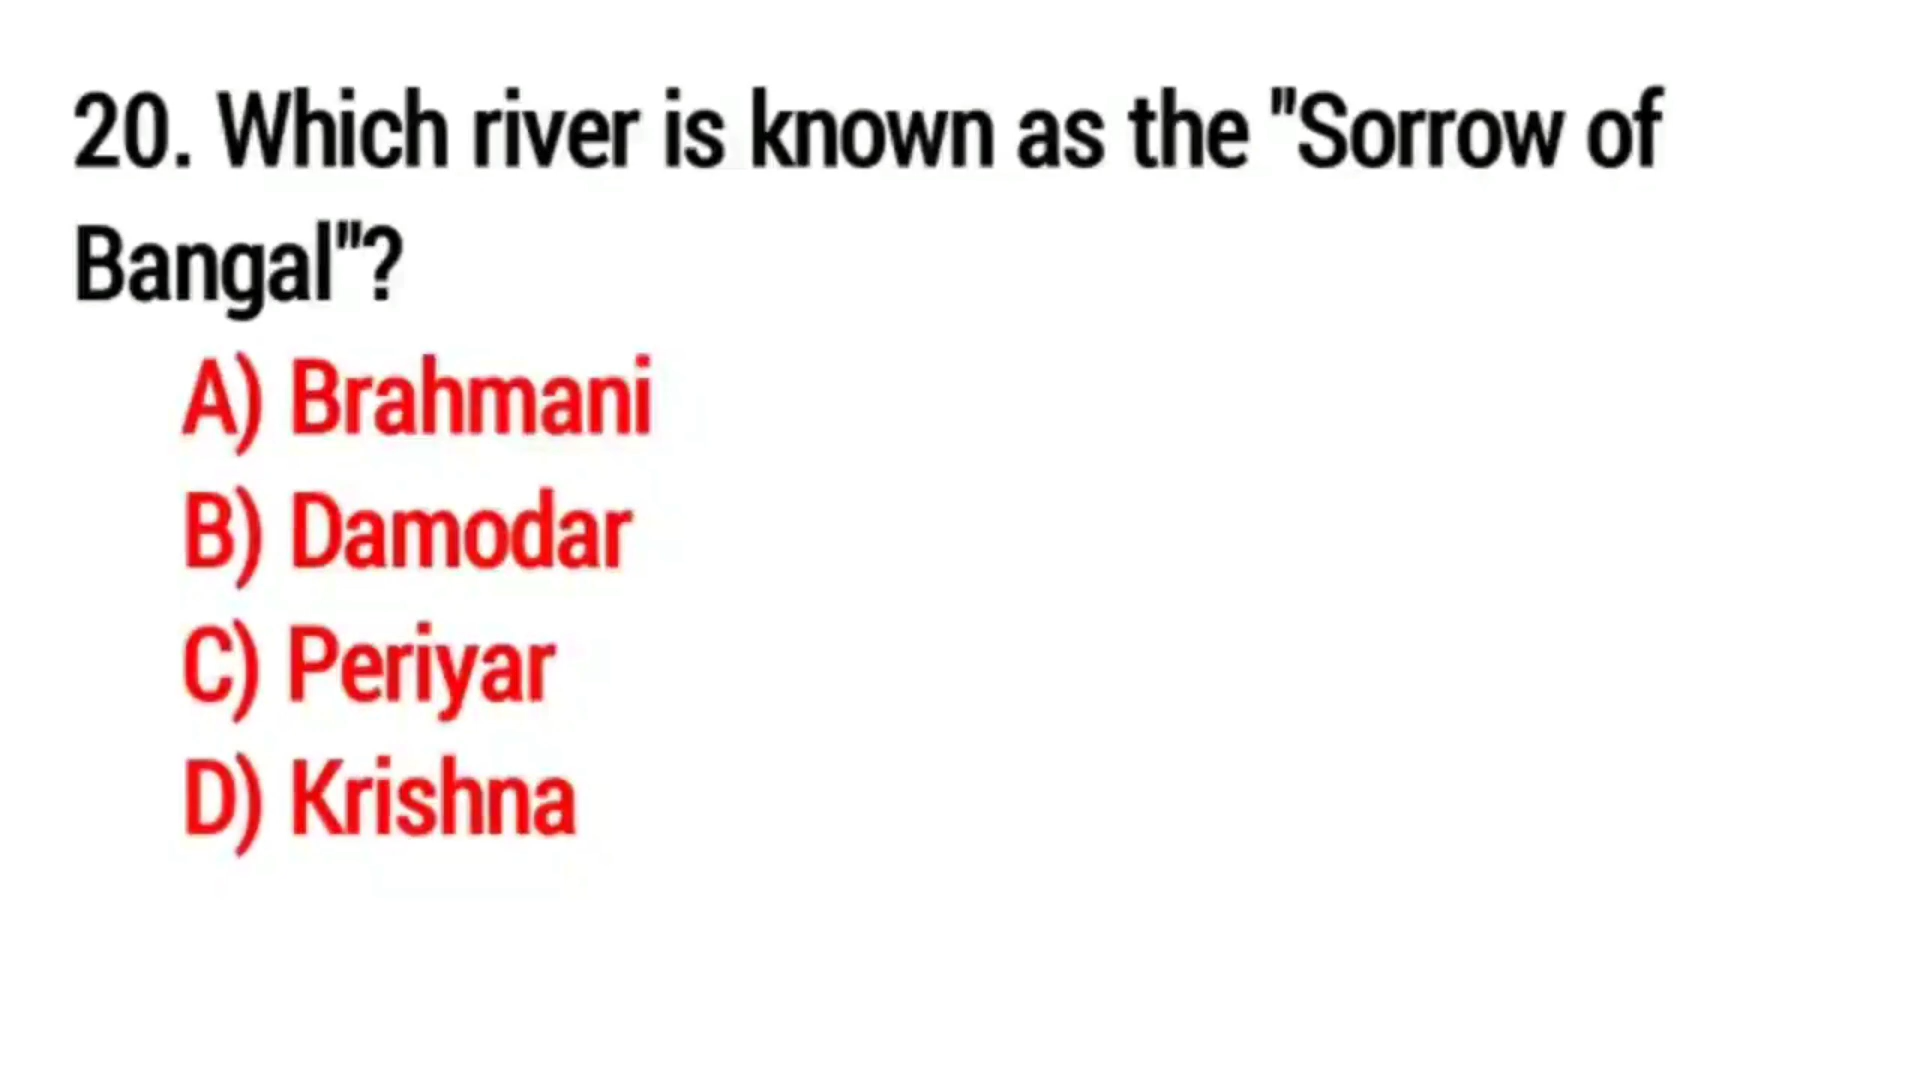 20. Which river is known as the "Sorrow of
Bangal"?
A) Brahmani
B) Damodar
C) Periyar
D) Krishna